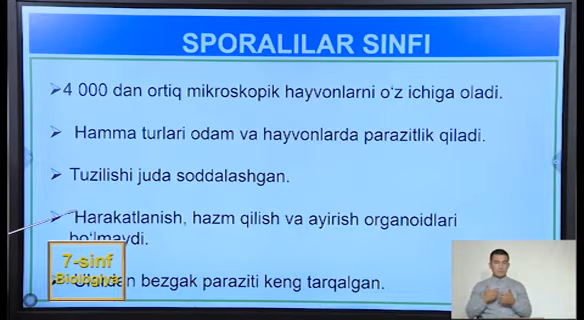 SPORALILAR SINFI
➢4 000 dan ortiq mikroskopik hayvonlarni o‘z ichiga oladi.
➢ Hamma turlari odam va hayvonlarda parazitlik qiladi.
➢ Tuzilishi juda soddalashgan.
➢ Harakatlanish, hazm qilish va ayirish organoidlari
bo‘lmaydi.
➢ bezgak paraziti keng tarqalgan.
7-sinf
Biologiya